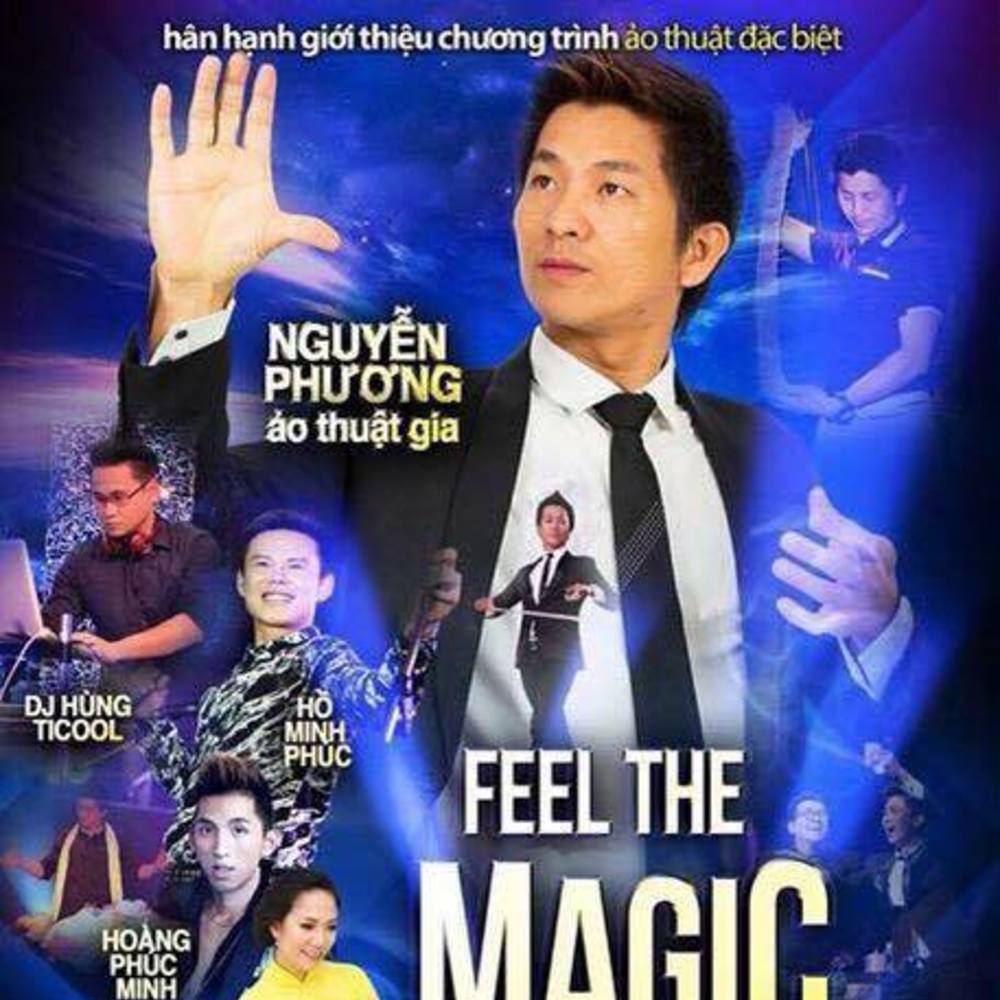 hân hạnh giới thiệu chương trình ảo thuật đặc biệt
NGUYỄN
PHƯƠNG
ảo thuật gia
DJ HÙNG
TICOOL
HỒ
MINH
PHÚC
FEEL THE
MAGIC
HOÀNG
PHÚC
MINH